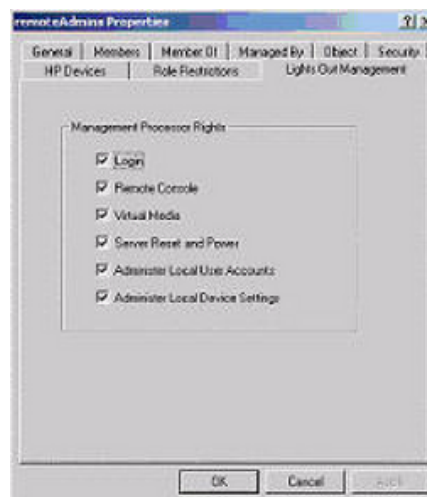 remoteAdmins Properties
General Members Member Of Managed By Object Security
HP Devices Role Restrictions Lights Out Management
Management Processor Rights
Login
Remote Console
Virtual Media
Server Reset and Power
Administer Local User Accounts
Administer Local Device Settings
OK Cancel Apply